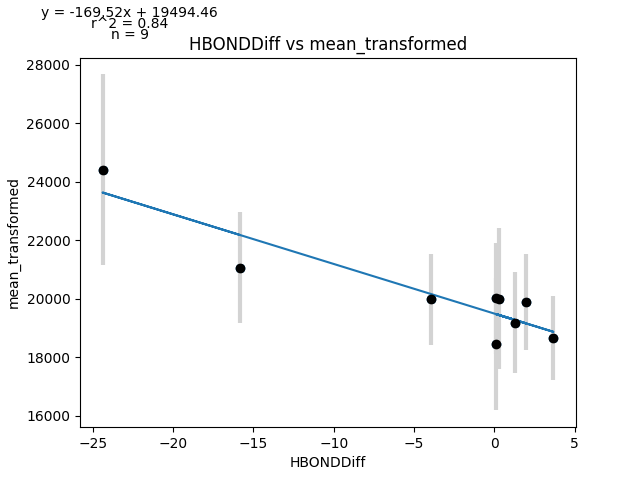 y = -169.52x + 19494.46
r^2 = 0.84
n = 9
HBONDDiff vs mean_transformed
28000
26000
24000
22000
20000
18000
16000
mean_transformed
−25 −20 −15 −10 −5 0 5
HBONDDiff